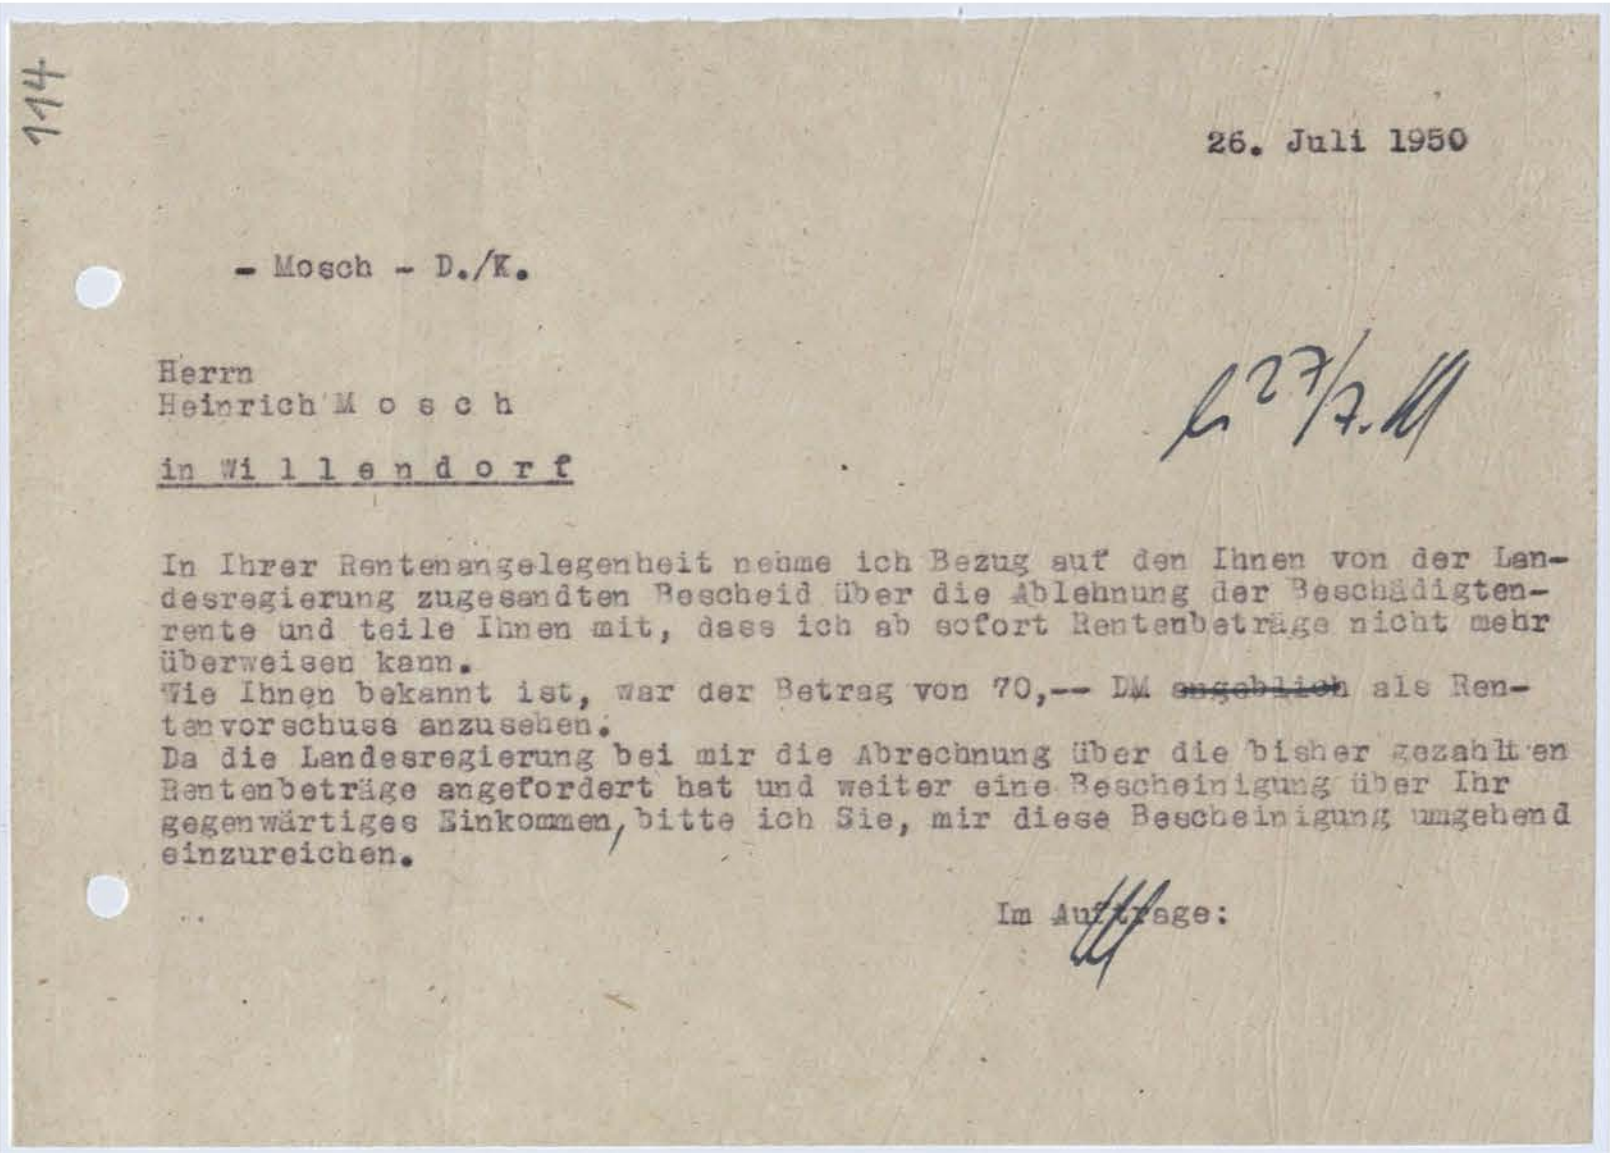 114
26. Juli 1950
- Mosch - D./K.
Herrn
Heinrich M o s c h
27/7.
in Wi l l e n d o r f
In Ihrer Rentenangelegenheit nehme ich Bezug auf den Ihnen von der Lan-
desregierung zugesandten Bescheid über die Ablehnung der Beschädigten-
rente und teile Ihnen mit, dass ich ab sofort Rentenbeträge nicht mehr
überweisen kann.
Wie Ihnen bekannt ist, war der Betrag von 70,-- DM angeblich als Ren-
tenvorschuss anzusehen.
Da die Landesregierung bei mir die Abrechnung über die bisher gezahlten
Rentenbeträge angefordert hat und weiter eine Bescheinigung über Ihr
gegenwärtiges Einkommen, bitte ich Sie, mir diese Bescheinigung umgehend
einzureichen.
Im Auftrage: